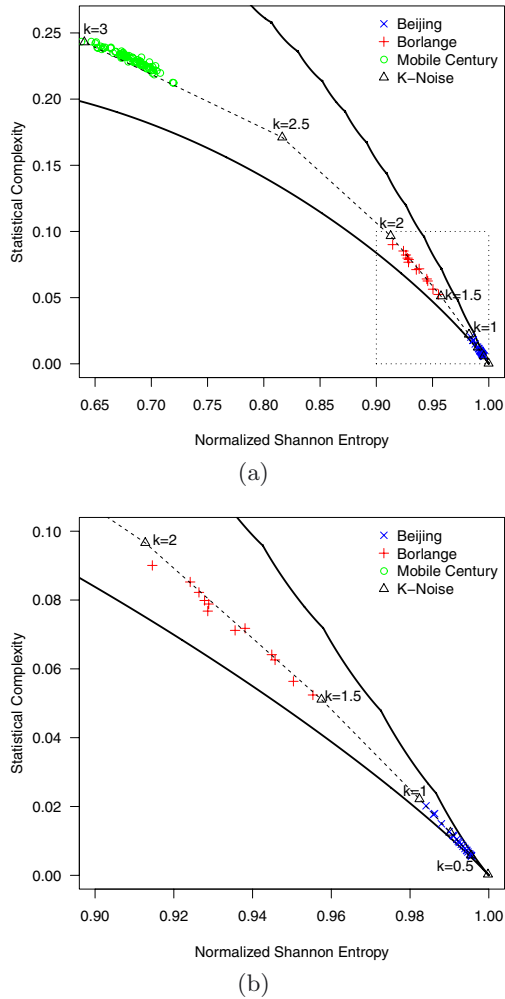 k=3
Beijing
Borlange
Mobile Century
K−Noise
k=2.5
k=2
k=1.5
k=1
0.25
0.20
0.15
0.10
0.05
0.00
Statistical Complexity
0.65 0.70 0.75 0.80 0.85 0.90 0.95 1.00
Normalized Shannon Entropy
(a)
Beijing
Borlange
Mobile Century
K−Noise
k=2
k=1.5
k=1
k=0.5
0.10
0.08
0.06
0.04
0.02
0.00
Statistical Complexity
0.90 0.92 0.94 0.96 0.98 1.00
Normalized Shannon Entropy
(b)